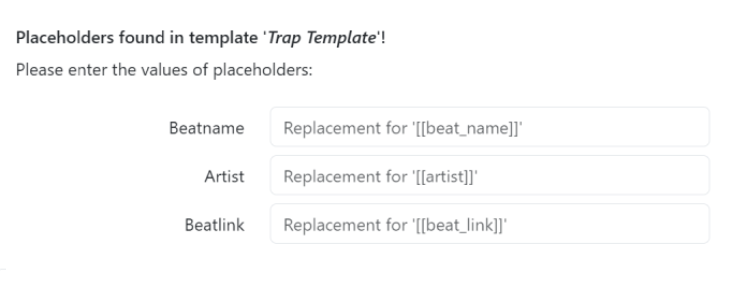 Placeholders found in template 'Trap Template'!
Please enter the values of placeholders:
Beatname Replacement for '[[beat_name]]'
Artist Replacement for '[[artist]]'
Beatlink Replacement for '[[beat_link]]'